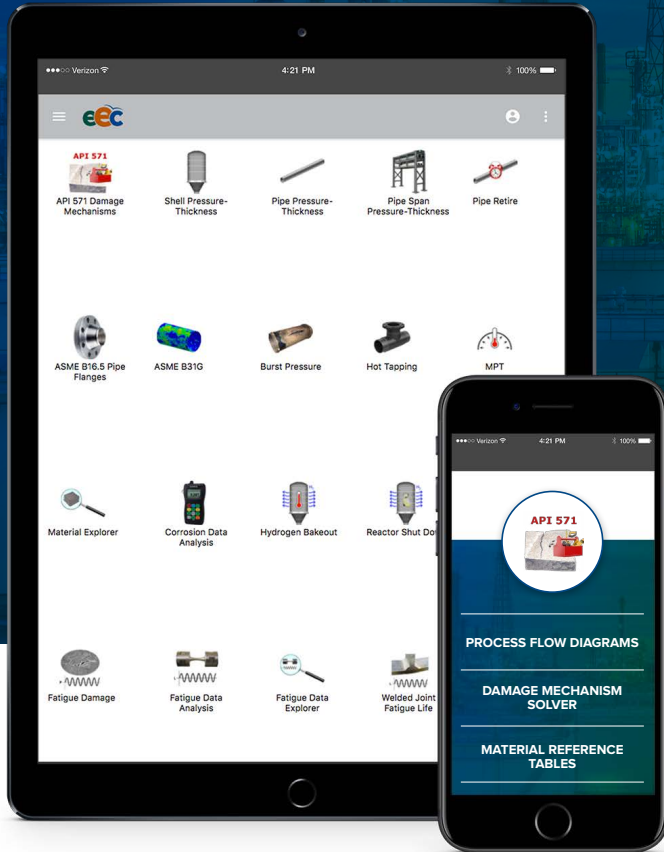 Verizon 4:21 PM 100%
eec
API 571
API 571 Damage
Mechanisms
Shell Pressure-
Thickness
Pipe Pressure-
Thickness
Pipe Span
Pressure-Thickness
Pipe Retire
ASME B16.5 Pipe
Flanges
ASME B31G
Burst Pressure
Hot Tapping
MPT
Material Explorer
Corrosion Data
Analysis
Hydrogen Bakeout
Reactor Shut Do
Fatigue Damage
Fatigue Data
Analysis
Fatigue Data
Explorer
Welded Joint
Fatigue Life
Verizon 4:21 PM 100%
API 571
PROCESS FLOW DIAGRAMS
DAMAGE MECHANISM
SOLVER
MATERIAL REFERENCE
TABLES